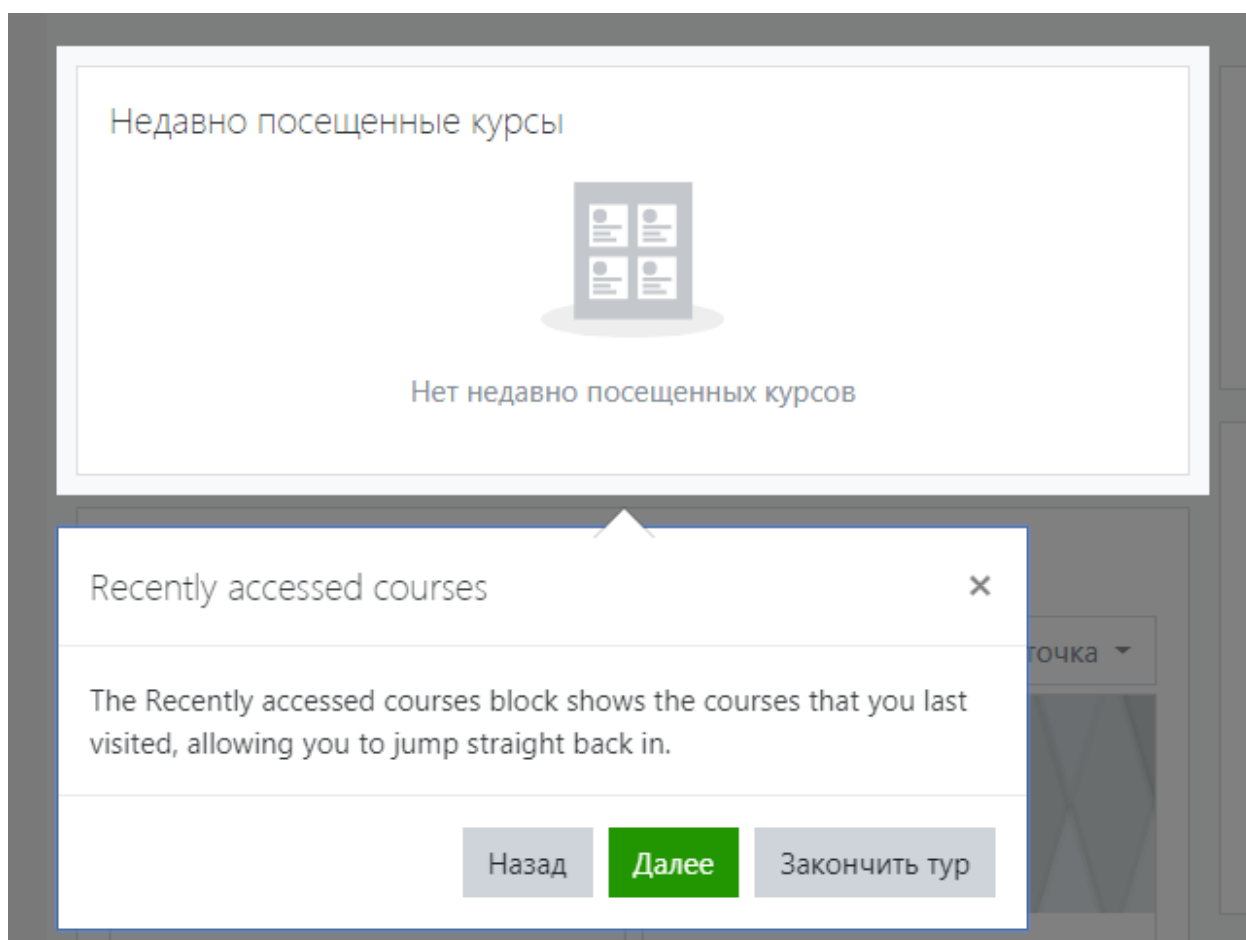 Недавно посещенные курсы
Нет недавно посещенных курсов
Recently accessed courses
The Recently accessed courses block shows the courses that you last
visited, allowing you to jump straight back in.
Назад Далее Закончить тур